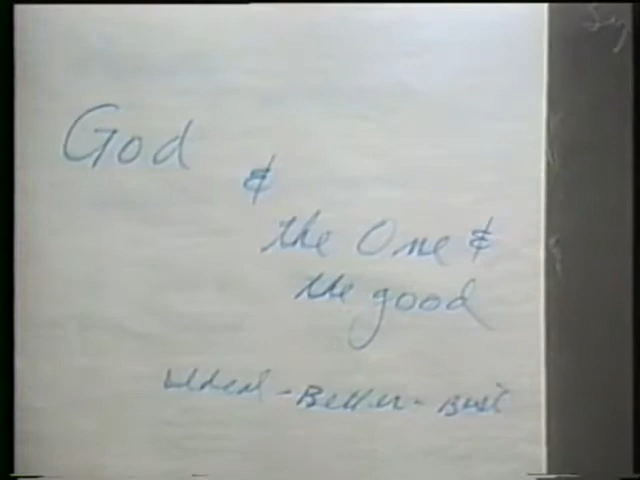 God
&
the One &
the good
Ideal - Better - Best